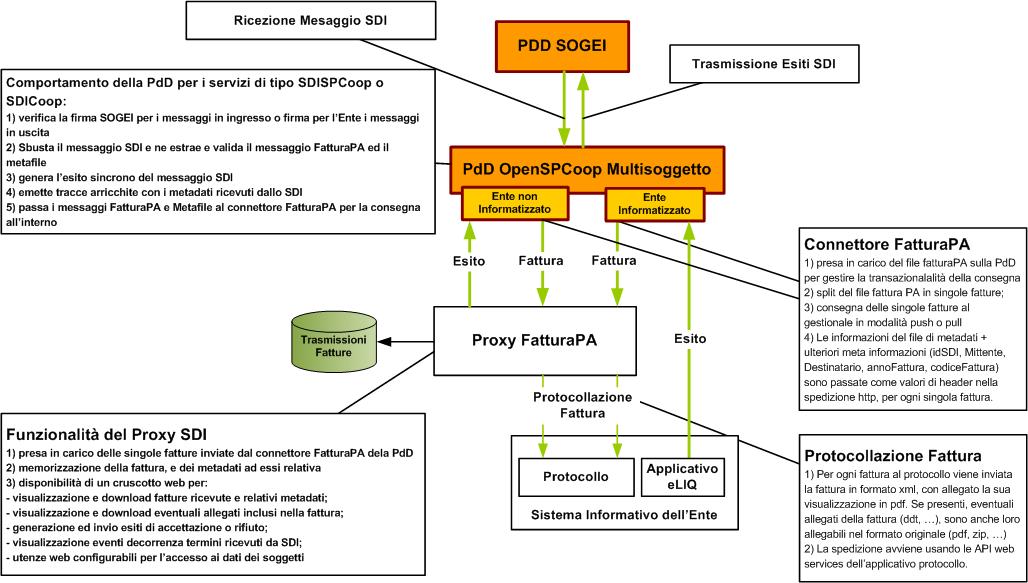 Ricezione Mesaggio SDI
PDD SOGEI
Trasmissione Esiti SDI
Comportamento della PdD per i servizi di tipo SDISPCoop o
SDICoop:
1) verifica la firma SOGEI per i messaggi in ingresso o firma per l'Ente i messaggi
in uscita
2) Sbusta il messaggio SDI e ne estrae e valida il messaggio FatturaPA ed il
metafile
3) genera l'esito sincrono del messaggio SDI
4) emette tracce arricchite con i metadati ricevuti dallo SDI
5) passa i messaggi FatturaPA e Metafile al connettore FatturaPA per la consegna
all'interno
PdD OpenSPCoop Multisoggetto
Ente non
Informatizzato
Ente
Informatizzato
Esito
Fattura
Fattura
Connettore FatturaPA
1) presa in carico del file fatturaPA sulla PdD
per gestire la transazionalalità della consegna
2) split del file fattura PA in singole fatture;
3) consegna delle singole fatture al
gestionale in modalità push o pull
4) Le informazioni del file di metadati +
ulteriori meta informazioni (idSDI, Mittente,
Destinatario, annoFattura, codiceFattura)
sono passate come valori di header nella
spedizione http, per ogni singola fattura.
Trasmissioni
Fatture
Proxy FatturaPA
Esito
Protocollazione
Fattura
Funzionalità del Proxy SDI
1) presa in carico delle singole fatture inviate dal connettore FatturaPA dela PdD
2) memorizzazione della fattura, e dei metadati ad essi relativa
3) disponibilità di un cruscotto web per:
- visualizzazione e download fatture ricevute e relativi metadati;
- visualizzazione e download eventuali allegati inclusi nella fattura;
- generazione ed invio esiti di accettazione o rifiuto;
- visualizzazione eventi decorrenza termini ricevuti da SDI;
- utenze web configurabili per l'accesso ai dati dei soggetti
Protocollo
Applicativo
eLIQ
Sistema Informativo dell'Ente
Protocollazione Fattura
1) Per ogni fattura al protocollo viene inviata
la fattura in formato xml, con allegato la sua
visualizzazione in pdf. Se presenti, eventuali
allegati della fattura (ddt, …), sono anche loro
allegabili nel formato originale (pdf, zip, …)
2) La spedizione avviene usando le API web
services dell'applicativo protocollo.